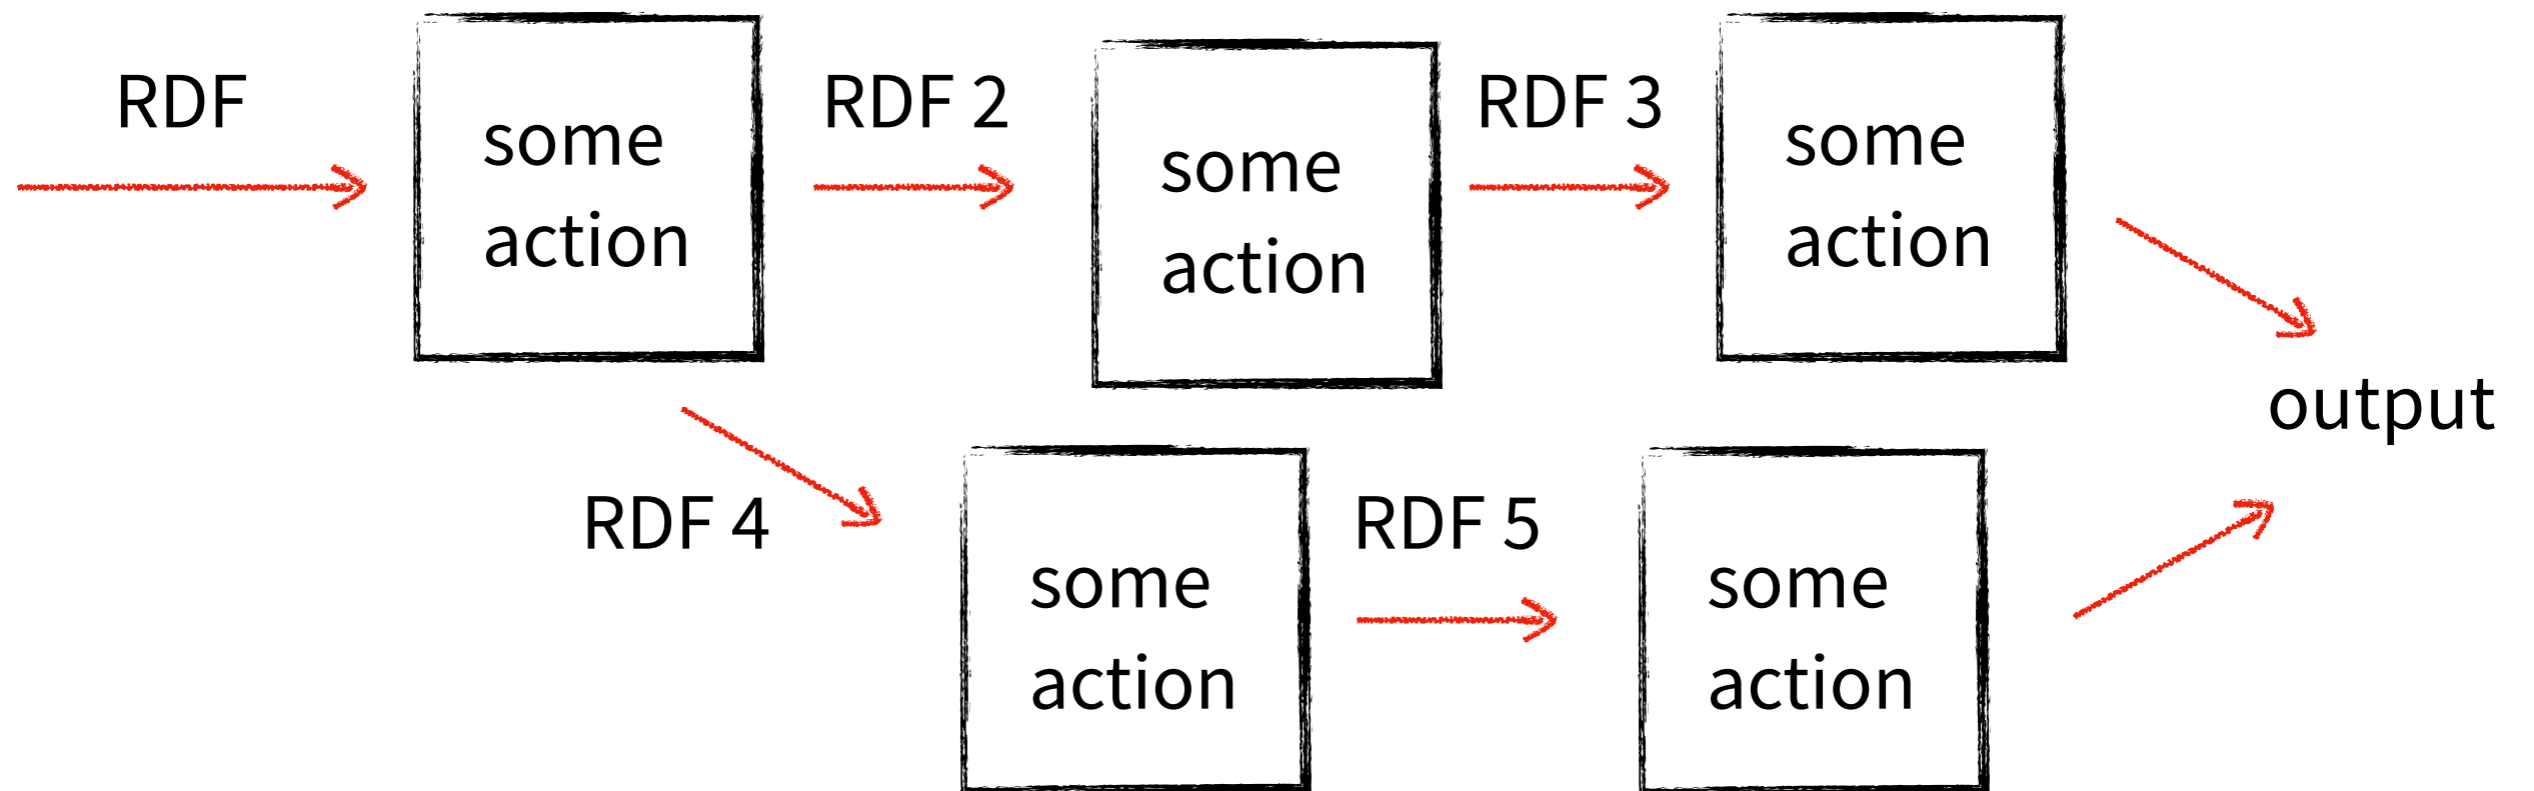 RDF
some
action
RDF 2
some
action
RDF 3
some
action
output
RDF 4
some
action
RDF 5
some
action